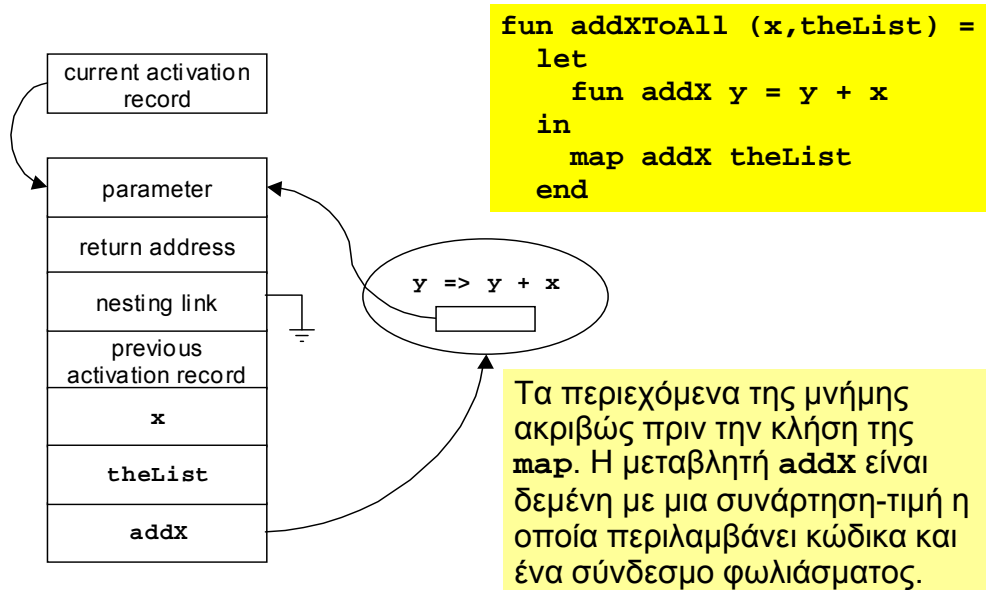 fun addXToAll (x,theList) =
let
fun addX y = y + x
in
map addX theList
end
current activation
record
parameter
return address
nesting link
previous
activation record
x
theList
addX
y => y + x
Τα περιεχόμενα της μνήμης
ακριβώς πριν την κλήση της
map. Η μεταβλητή addX είναι
δεμένη με μια συνάρτηση-τιμή η
οποία περιλαμβάνει κώδικα και
ένα σύνδεσμο φωλιάσματος.